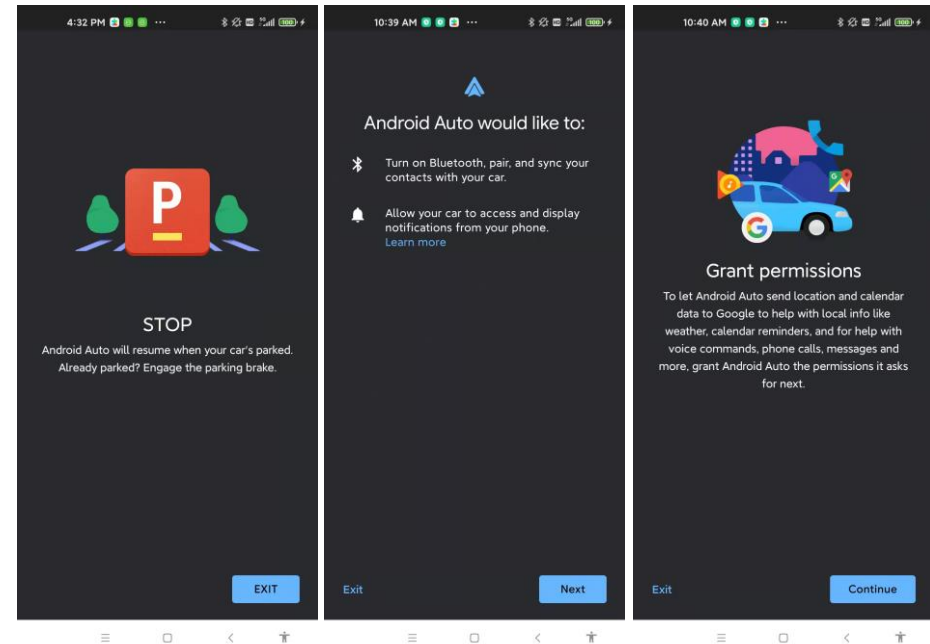 4:32 PM
100
P
STOP
Android Auto will resume when your car's parked.
Already parked? Engage the parking brake.
EXIT
10:39 AM
100
Android Auto would like to:
Turn on Bluetooth, pair, and sync your
contacts with your car.
Allow your car to access and display
notifications from your phone.
Learn more
Exit
Next
10:40 AM
100
G
Grant permissions
To let Android Auto send location and calendar
data to Google to help with local info like
weather, calendar reminders, and for help with
voice commands, phone calls, messages and
more, grant Android Auto the permissions it asks
for next.
Exit
Continue